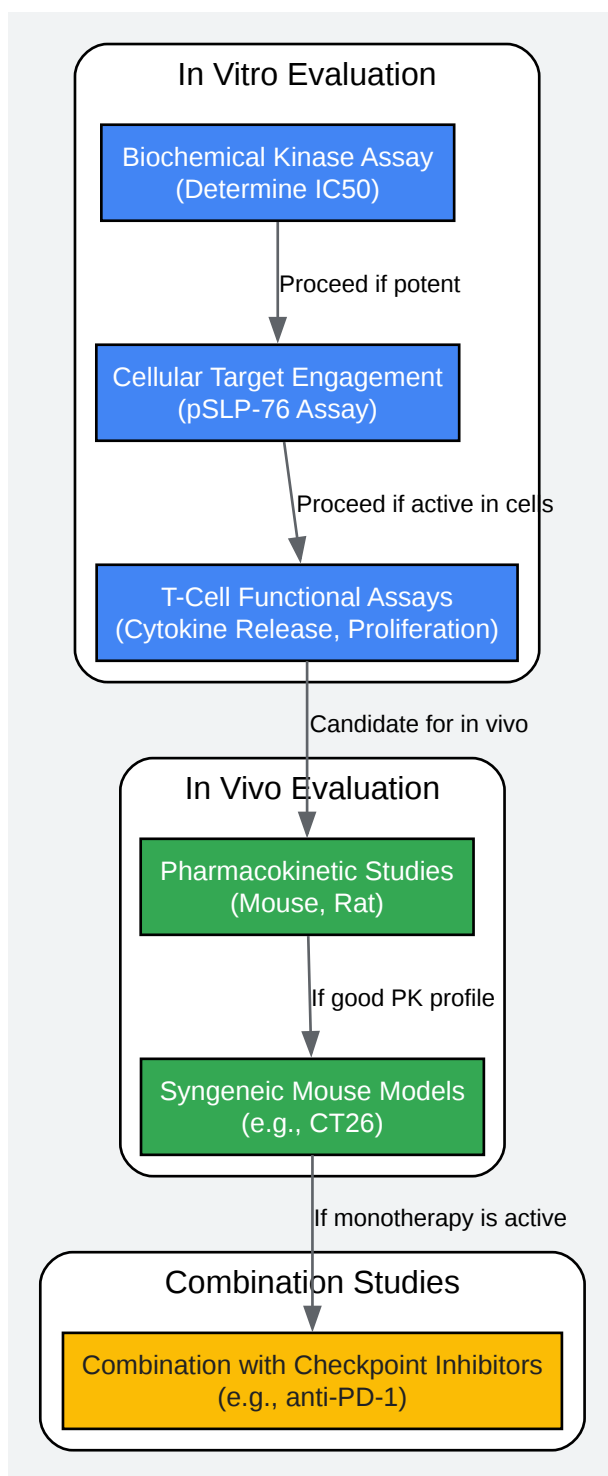 In Vitro Evaluation
Biochemical Kinase Assay
(Determine IC50)
Proceed if potent
Cellular Target Engagement
(pSLP-76 Assay)
Proceed if active in cells
T-Cell Functional Assays
(Cytokine Release, Proliferation)
Candidate for in vivo
In Vivo Evaluation
Pharmacokinetic Studies
(Mouse, Rat)
If good PK profile
Syngeneic Mouse Models
(e.g., CT26)
If monotherapy is active
Combination Studies
Combination with Checkpoint Inhibitors
(e.g., anti-PD-1)